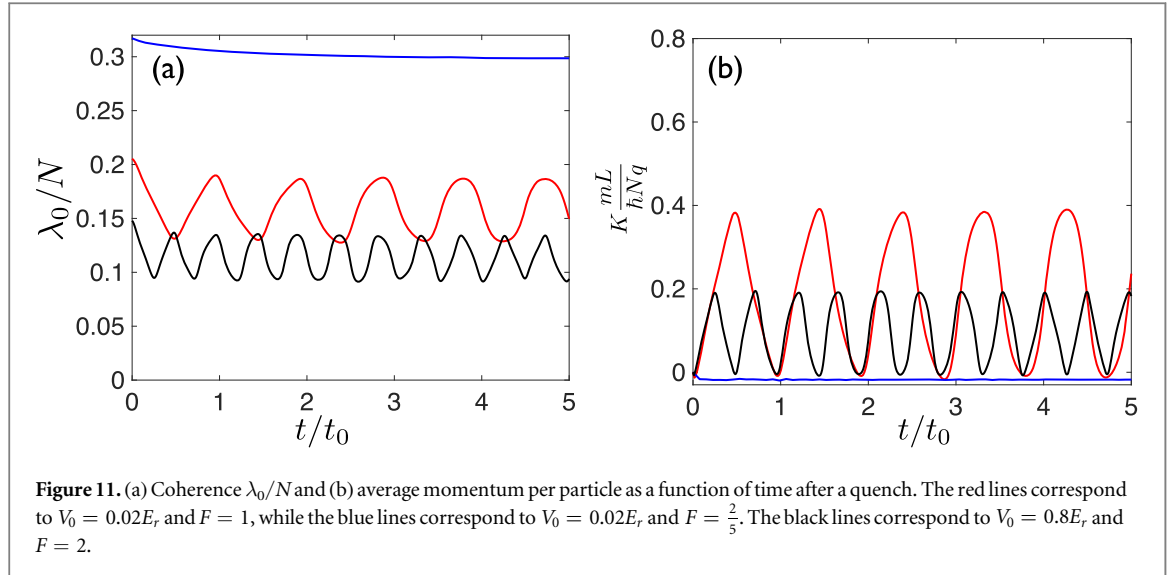 (a)
λ₀/N
0.3
0.25
0.2
0.15
0.1
0.05
0
0 1 2 3 4 5
t/t₀
(b)
K mL/ħNq
0.8
0.6
0.4
0.2
0
0 1 2 3 4 5
t/t₀
Figure 11. (a) Coherence λ₀/N and (b) average momentum per particle as a function of time after a quench. The red lines correspond
to V₀ = 0.02Eᵣ and F = 1, while the blue lines correspond to V₀ = 0.02Eᵣ and F = 2/5. The black lines correspond to V₀ = 0.8Eᵣ and
F = 2.